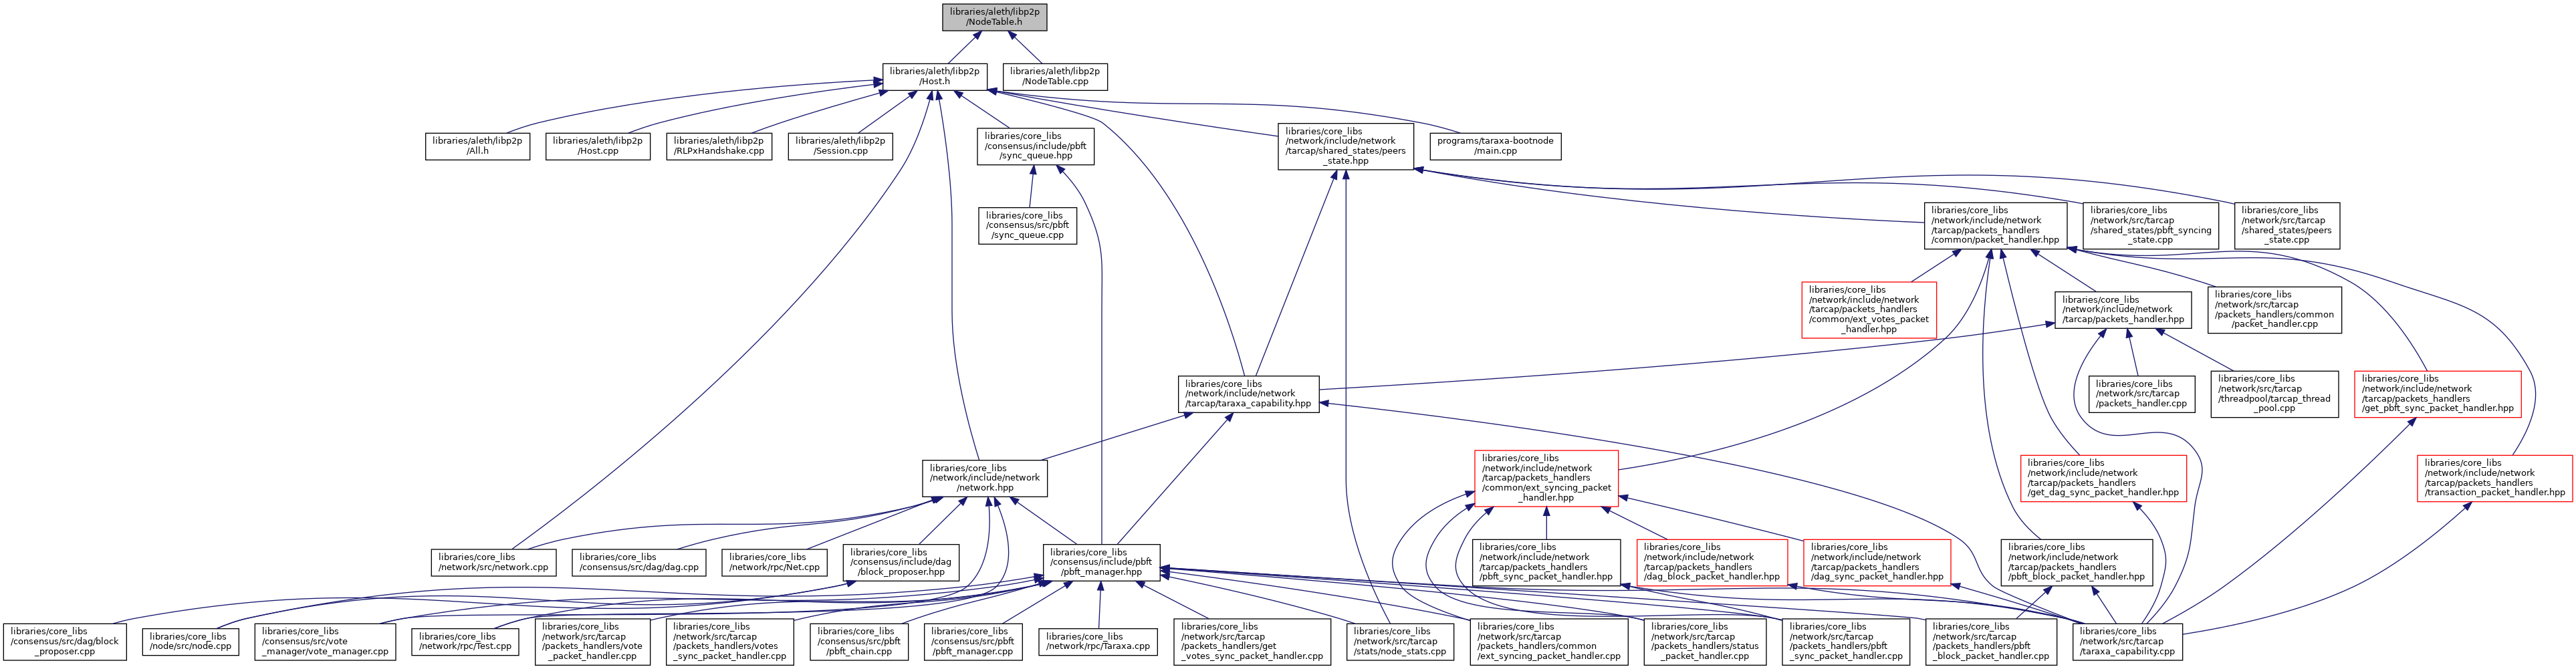 libraries/aleth/libp2p
/NodeTable.h
libraries/aleth/libp2p
/Host.h
libraries/aleth/libp2p
/NodeTable.cpp
libraries/aleth/libp2p
/All.h
libraries/aleth/libp2p
/Host.cpp
libraries/aleth/libp2p
/RLPxHandshake.cpp
libraries/aleth/libp2p
/Session.cpp
libraries/core_libs
/consensus/include/pbft
/sync_queue.hpp
libraries/core_libs
/network/include/network
/tarcap/shared_states/peers
_state.hpp
programs/taraxa-bootnode
/main.cpp
libraries/core_libs
/consensus/src/pbft
/sync_queue.cpp
libraries/core_libs
/network/include/network
/tarcap/packets_handlers
/common/packet_handler.hpp
libraries/core_libs
/network/src/tarcap
/shared_states/pbft_syncing
_state.cpp
libraries/core_libs
/network/src/tarcap
/shared_states/peers
_state.cpp
libraries/core_libs
/network/include/network
/tarcap/packets_handlers
/common/ext_votes_packet
_handler.hpp
libraries/core_libs
/network/include/network
/tarcap/packets_handler.hpp
libraries/core_libs
/network/src/tarcap
/packets_handlers/common
/packet_handler.cpp
libraries/core_libs
/network/include/network
/tarcap/taraxa_capability.hpp
libraries/core_libs
/network/src/tarcap
/packets_handler.cpp
libraries/core_libs
/network/src/tarcap
/threadpool/tarcap_thread
_pool.cpp
libraries/core_libs
/network/include/network
/tarcap/packets_handlers
/get_pbft_sync_packet_handler.hpp
libraries/core_libs
/network/include/network
/network.hpp
libraries/core_libs
/network/include/network
/tarcap/packets_handlers
/common/ext_syncing_packet
_handler.hpp
libraries/core_libs
/network/include/network
/tarcap/packets_handlers
/get_dag_sync_packet_handler.hpp
libraries/core_libs
/network/include/network
/tarcap/packets_handlers
/transaction_packet_handler.hpp
libraries/core_libs
/network/src/network.cpp
libraries/core_libs
/consensus/src/dag/dag.cpp
libraries/core_libs
/network/rpc/Net.cpp
libraries/core_libs
/consensus/include/dag
/block_proposer.hpp
libraries/core_libs
/consensus/include/pbft
/pbft_manager.hpp
libraries/core_libs
/network/include/network
/tarcap/packets_handlers
/pbft_sync_packet_handler.hpp
libraries/core_libs
/network/include/network
/tarcap/packets_handlers
/dag_block_packet_handler.hpp
libraries/core_libs
/network/include/network
/tarcap/packets_handlers
/dag_sync_packet_handler.hpp
libraries/core_libs
/network/include/network
/tarcap/packets_handlers
/pbft_block_packet_handler.hpp
libraries/core_libs
/consensus/src/dag/block
_proposer.cpp
libraries/core_libs
/node/src/node.cpp
libraries/core_libs
/consensus/src/vote
_manager/vote_manager.cpp
libraries/core_libs
/network/rpc/Test.cpp
libraries/core_libs
/network/src/tarcap
/packets_handlers/vote
_packet_handler.cpp
libraries/core_libs
/network/src/tarcap
/packets_handlers/votes
_sync_packet_handler.cpp
libraries/core_libs
/consensus/src/pbft
/pbft_chain.cpp
libraries/core_libs
/consensus/src/pbft
/pbft_manager.cpp
libraries/core_libs
/network/rpc/Taraxa.cpp
libraries/core_libs
/network/src/tarcap
/packets_handlers/get
_votes_sync_packet_handler.cpp
libraries/core_libs
/network/src/tarcap
/stats/node_stats.cpp
libraries/core_libs
/network/src/tarcap
/packets_handlers/common
/ext_syncing_packet_handler.cpp
libraries/core_libs
/network/src/tarcap
/packets_handlers/status
_packet_handler.cpp
libraries/core_libs
/network/src/tarcap
/packets_handlers/pbft
_sync_packet_handler.cpp
libraries/core_libs
/network/src/tarcap
/packets_handlers/pbft
_block_packet_handler.cpp
libraries/core_libs
/network/src/tarcap
/taraxa_capability.cpp